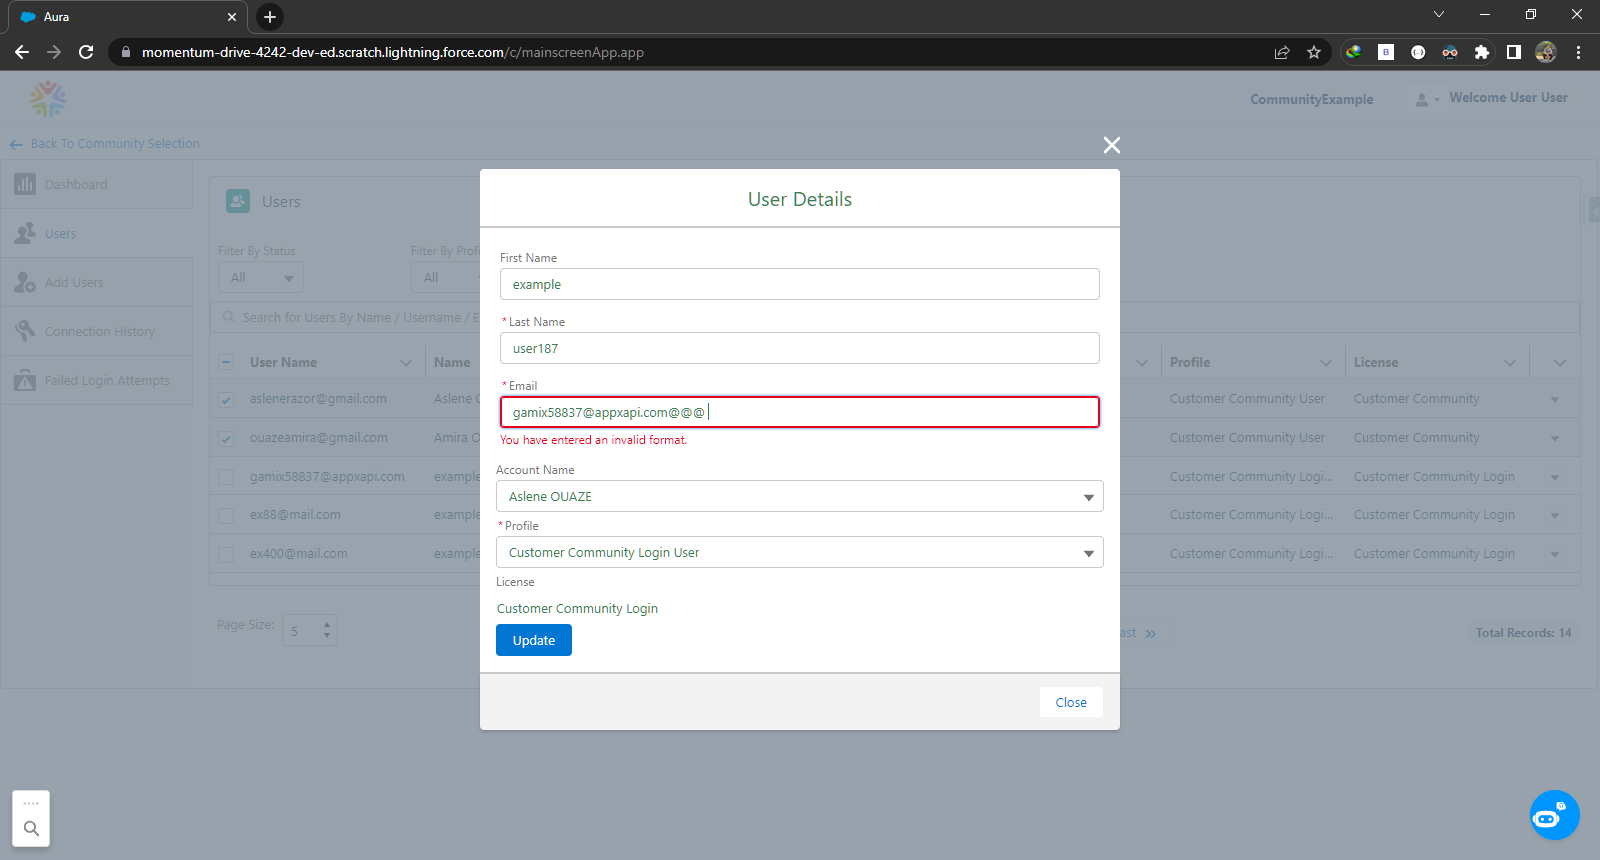 Aura
momentum-drive-4242-dev-ed.scratch.lightning.force.com/c/mainscreenApp.app
CommunityExample
Welcome User User
Back To Community Selection
Dashboard
Users
Add Users
Connection History
Failed Login Attempts
Users
Filter By Status
Filter By Profi
All
All
Search for Users By Name / Username / E
User Name
Name
Profile
License
aslenerazor@gmail.com
Aslene
Customer Community User
Customer Community
ouazeamira@gmail.com
Amira O
Customer Community User
Customer Community
gamix58837@appxapi.com
example
Customer Community Logi...
Customer Community Login
ex88@mail.com
example
Customer Community Logi...
Customer Community Login
ex400@mail.com
example
Customer Community Logi...
Customer Community Login
Page Size:
5
ast »
Total Records: 14
User Details
First Name
example
*Last Name
user187
*Email
gamix58837@appxapi.com@@@
You have entered an invalid format.
Account Name
Aslene OUAZE
*Profile
Customer Community Login User
License
Customer Community Login
Update
Close